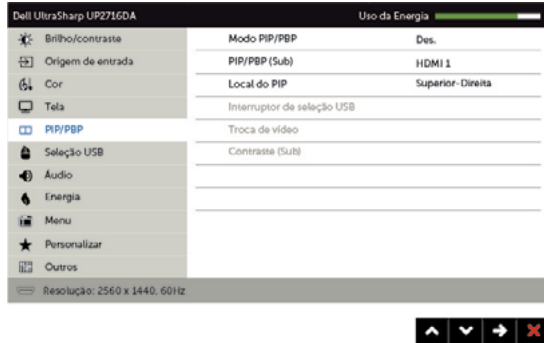 Dell UltraSharp UP2716DA
Uso da Energia
Brilho/contraste
Origem de entrada
Cor
Tela
PIP/PBP
Seleção USB
Áudio
Energia
Menu
Personalizar
Outros
Modo PIP/PBP Des.
PIP/PBP (Sub) HDMI 1
Local do PIP Superior-Direita
Interruptor de seleção USB
Troca de vídeo
Contraste (Sub)
Resolução: 2560 x 1440, 60Hz